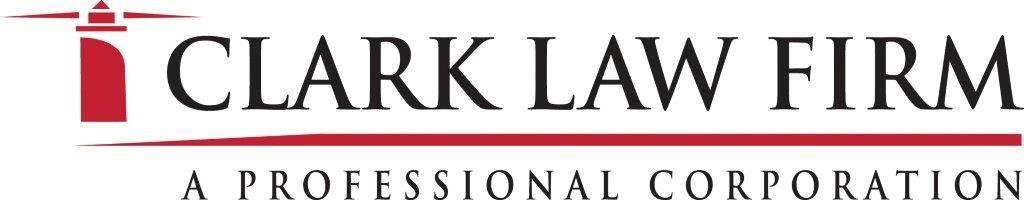 CLARK LAW FIRM
A PROFESSIONAL CORPORATION